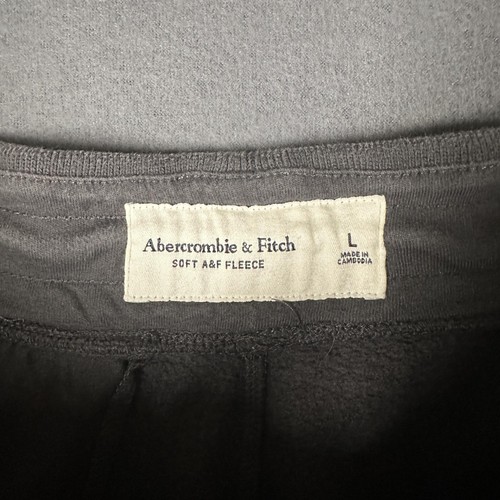 Abercrombie & Fitch
SOFT A&F FLEECE
L
MADE IN
CAMBODIA